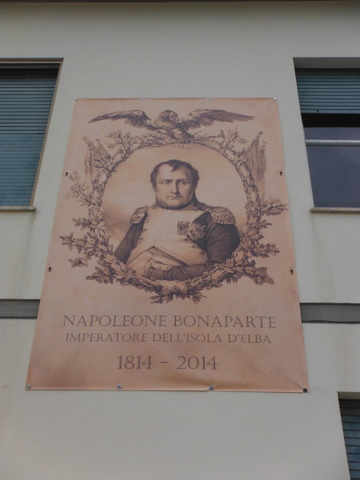 NAPOLEONE BONAPARTE
IMPERATORE DELL'ISOLA D'ELBA
1814 - 2014